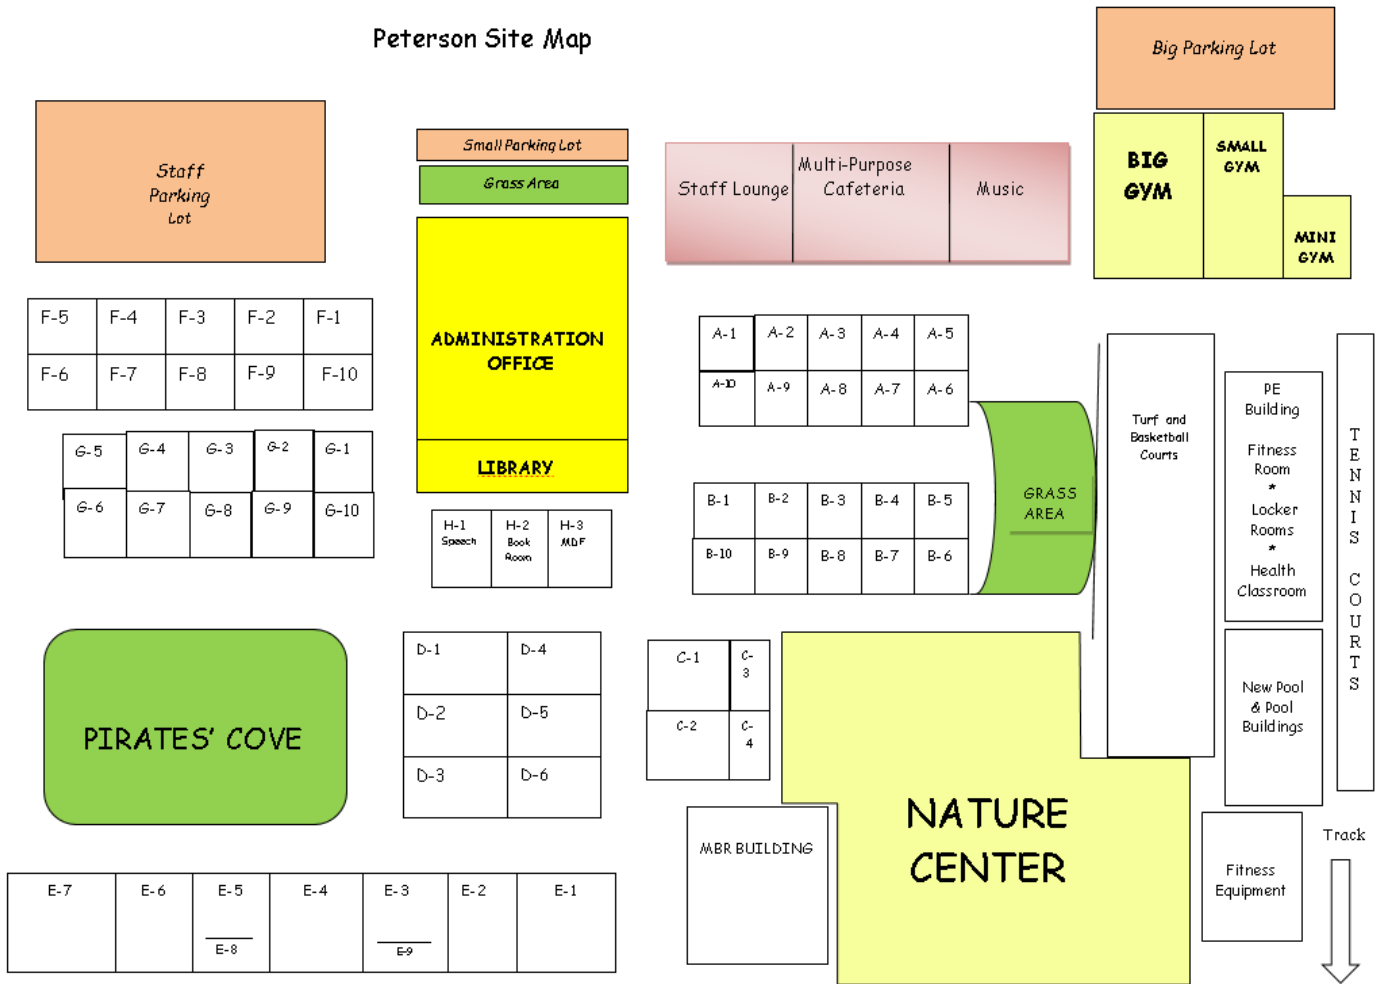 Peterson Site Map
Big Parking Lot
Staff
Parking
Lot
Small Parking Lot
Grass Area
Staff Lounge
Multi-Purpose
Cafeteria
Music
BIG
GYM
SMALL
GYM
MINI
GYM
F-5 F-4 F-3 F-2 F-1
F-6 F-7 F-8 F-9 F-10
G-5 G-4 G-3 G-2 G-1
G-6 G-7 G-8 G-9 G-10
ADMINISTRATION
OFFICE
LIBRARY
H-1
Speech
H-2
Book
Room
H-3
MDF
A-1 A-2 A-3 A-4 A-5
A-10 A-9 A-8 A-7 A-6
B-1 B-2 B-3 B-4 B-5
B-10 B-9 B-8 B-7 B-6
GRASS
AREA
Turf and
Basketball
Courts
PE
Building
Fitness
Room
*
Locker
Rooms
*
Health
Classroom
TENNIS COURTS
New Pool
& Pool
Buildings
PIRATES' COVE
D-1 D-4
D-2 D-5
D-3 D-6
C-1
C-
3
C-2
C-
4
MBR BUILDING
NATURE
CENTER
Fitness
Equipment
Track
E-7 E-6 E-5 E-4 E-3 E-2 E-1
E-8 E-9